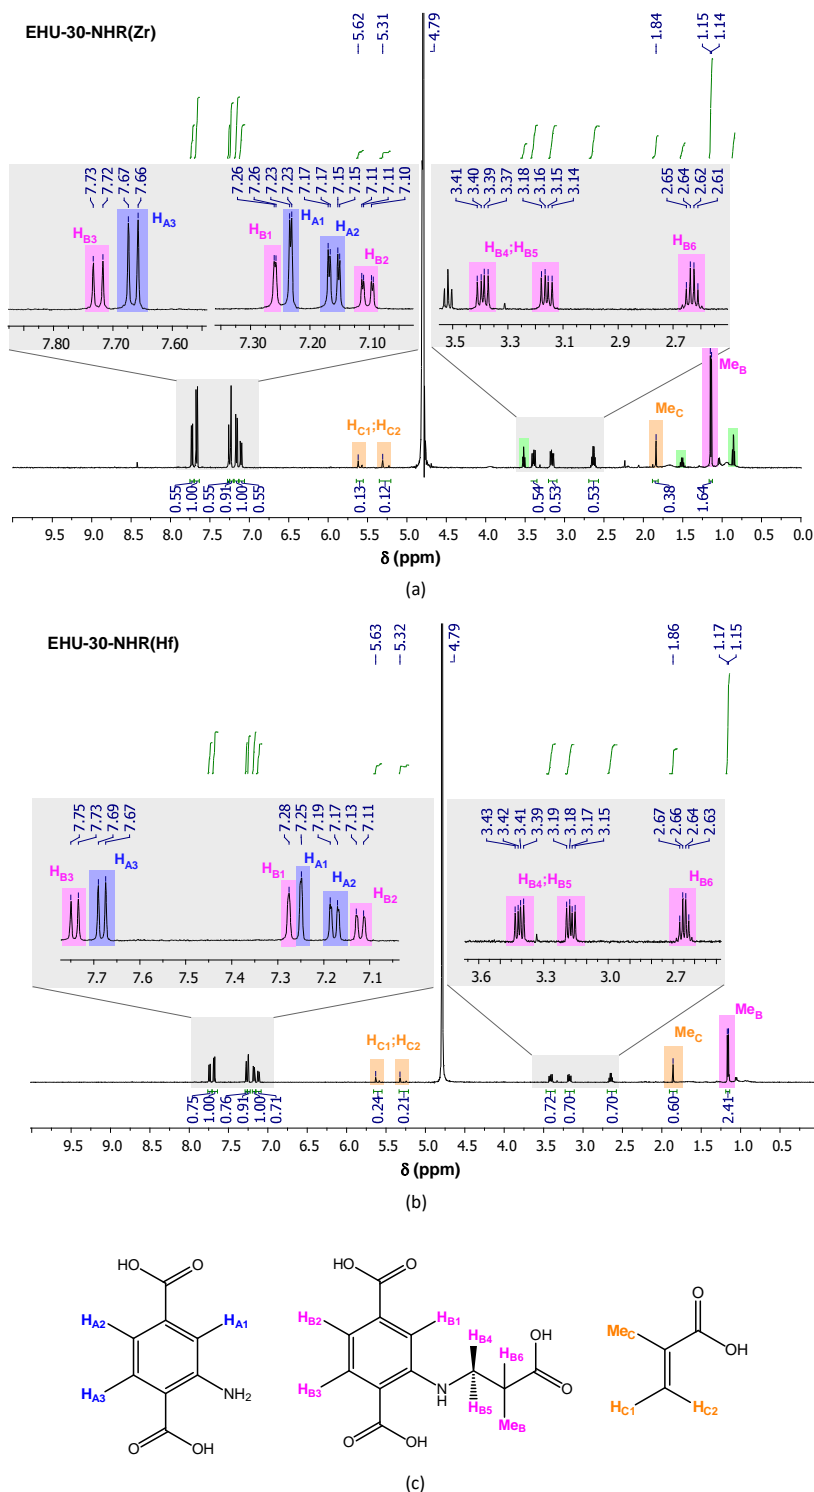 EHU-30-NHR(Zr)
5.62
5.31
4.79
1.84
1.15
1.14
7.73
7.72
7.67
7.66
7.26
7.26
7.23
7.23
7.17
7.17
7.15
7.15
7.11
7.11
7.10
3.41
3.40
3.39
3.37
3.18
3.16
3.15
3.14
2.65
2.64
2.62
2.61
HB3
HA3
HB1
HA1
HA2
HB2
HB4;HB5
HB6
7.80 7.70 7.60
7.30 7.20 7.10
3.5 3.3 3.1 2.9 2.7
HC1;HC2
MeC
MeB
0.55
1.00
0.55
0.91
1.00
0.55
0.13
0.12
0.54
0.53
0.53
0.38
1.64
9.5 9.0 8.5 8.0 7.5 7.0 6.5 6.0 5.5 5.0 4.5 4.0 3.5 3.0 2.5 2.0 1.5 1.0 0.5 0.0
δ (ppm)
(a)
EHU-30-NHR(Hf)
5.63
5.32
4.79
1.86
1.17
1.15
7.75
7.73
7.69
7.67
7.28
7.25
7.19
7.17
7.13
7.11
3.43
3.42
3.41
3.39
3.19
3.18
3.17
3.15
2.67
2.66
2.64
2.63
HB3
HA3
HB1
HA1
HA2
HB2
HB4;HB5
HB6
7.7 7.6 7.5 7.4 7.3 7.2 7.1
3.6 3.3 3.0 2.7
HC1;HC2
MeC
MeB
0.75
1.00
0.76
0.91
1.00
0.71
0.24
0.21
0.72
0.70
0.70
0.60
2.41
9.5 9.0 8.5 8.0 7.5 7.0 6.5 6.0 5.5 5.0 4.5 4.0 3.5 3.0 2.5 2.0 1.5 1.0 0.5
δ (ppm)
(b)
HO O
HA2 HA1
HA3 NH2
O OH
HO O
HB2 HB1
HB4 HB6 OH
O
HB3 N H
HB5 MeB
O OH
O
MeC OH
HC1 HC2
(c)